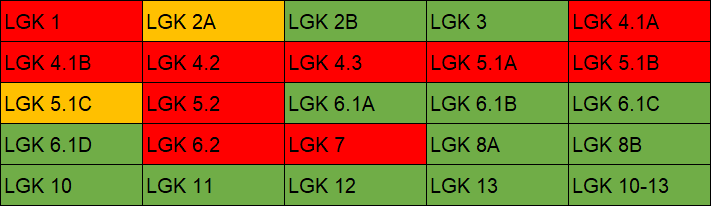 LGK 1 LGK 2A LGK 2B LGK 3 LGK 4.1A
LGK 4.1B LGK 4.2 LGK 4.3 LGK 5.1A LGK 5.1B
LGK 5.1C LGK 5.2 LGK 6.1A LGK 6.1B LGK 6.1C
LGK 6.1D LGK 6.2 LGK 7 LGK 8A LGK 8B
LGK 10 LGK 11 LGK 12 LGK 13 LGK 10-13